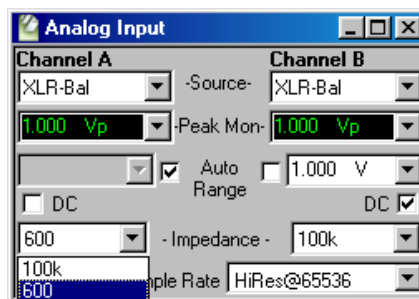 Analog Input
Channel A Channel B
XLR-Bal -Source- XLR-Bal
1.000 Vp -Peak Mon- 1.000 Vp
Auto Range 1.000 V
DC DC
600 - Impedance - 100k
100k
600 Rate HiRes@65536